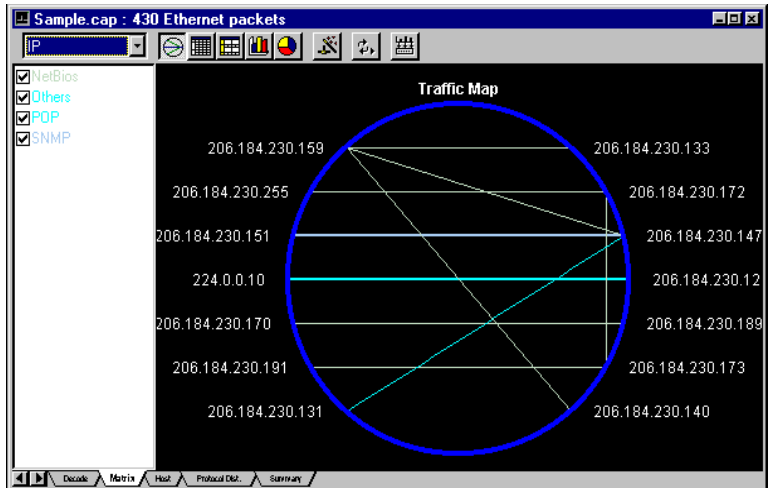 Sample.cap : 430 Ethernet packets
IP
NetBios
Others
POP
SNMP
Traffic Map
206.184.230.159
206.184.230.133
206.184.230.255
206.184.230.172
206.184.230.151
206.184.230.147
224.0.0.10
206.184.230.12
206.184.230.170
206.184.230.189
206.184.230.191
206.184.230.173
206.184.230.131
206.184.230.140
Decode Matrix Host Protocol Dist. Summary